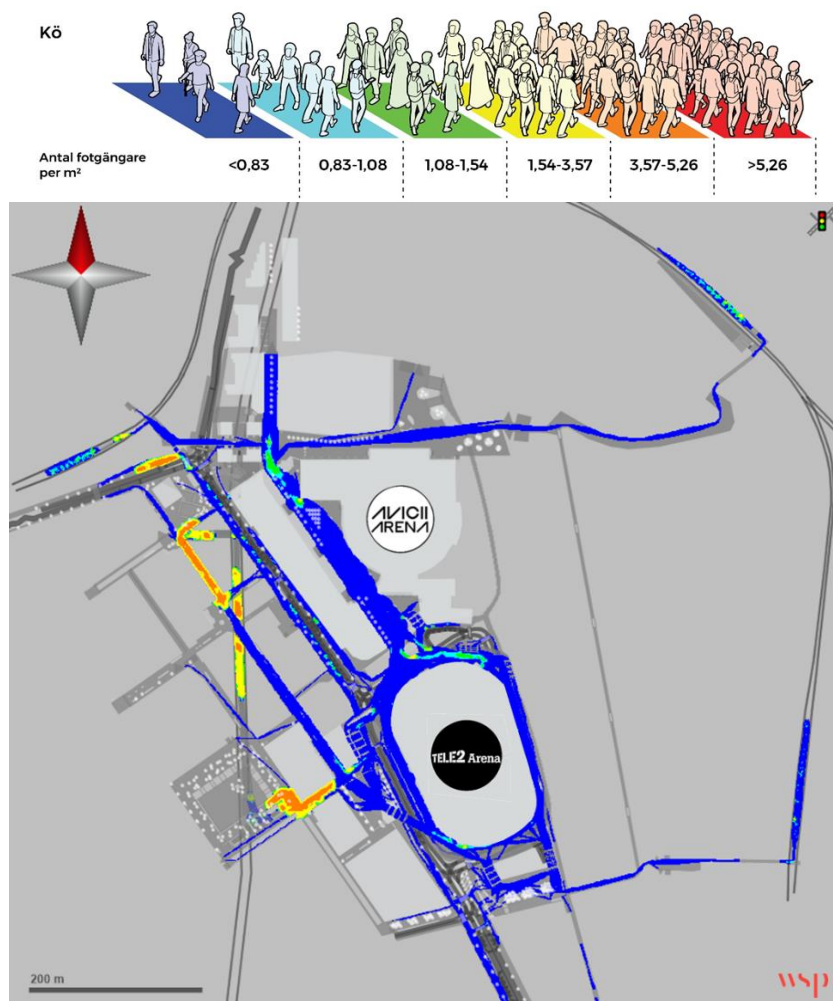 Kö
Antal fotgängare
per m²
<0,83
0,83-1,08
1,08-1,54
1,54-3,57
3,57-5,26
>5,26
AVICII
ARENA
TELE2 Arena
200 m
wsp